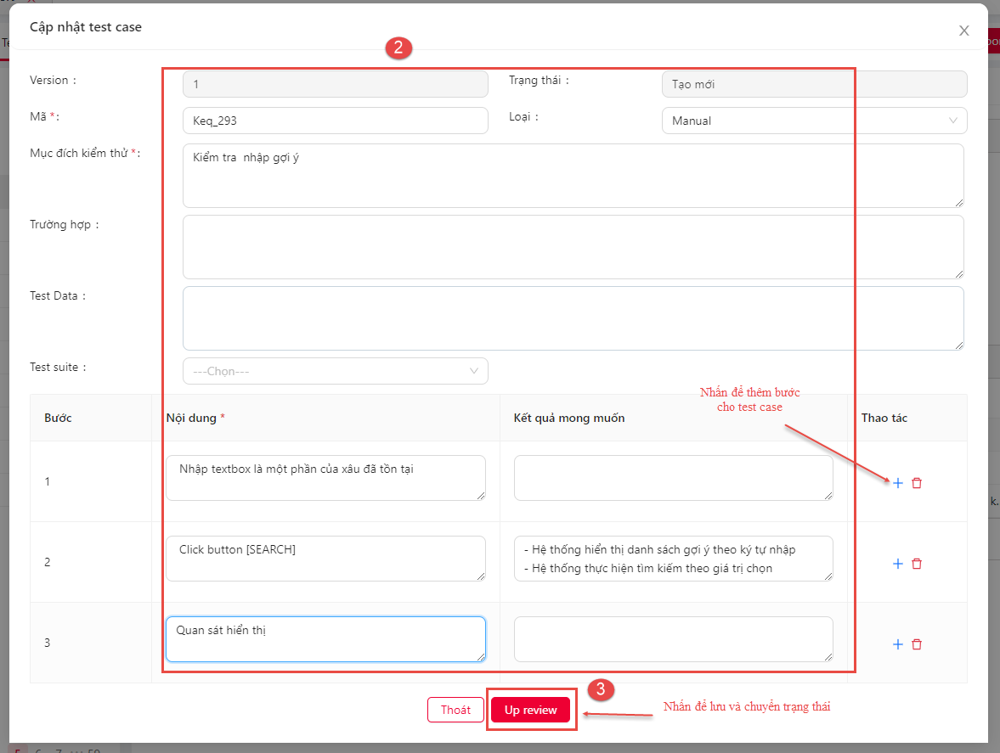 Cập nhật test case
2
Version :
1
Trạng thái :
Tạo mới
Mã * :
Keq_293
Loại :
Manual
Mục đích kiểm thử * :
Kiểm tra  nhập gợi ý
Trường hợp :
Test Data :
Test suite :
---Chọn---
Nhấn để thêm bước
cho test case
Bước
Nội dung *
Kết quả mong muốn
Thao tác
1
Nhập textbox là một phần của xâu đã tồn tại
2
Click button [SEARCH]
- Hệ thống hiển thị danh sách gợi ý theo ký tự nhập
- Hệ thống thực hiện tìm kiếm theo giá trị chọn
k.
3
Quan sát hiển thị
3
Thoát
Up review
Nhấn để lưu và chuyển trạng thái